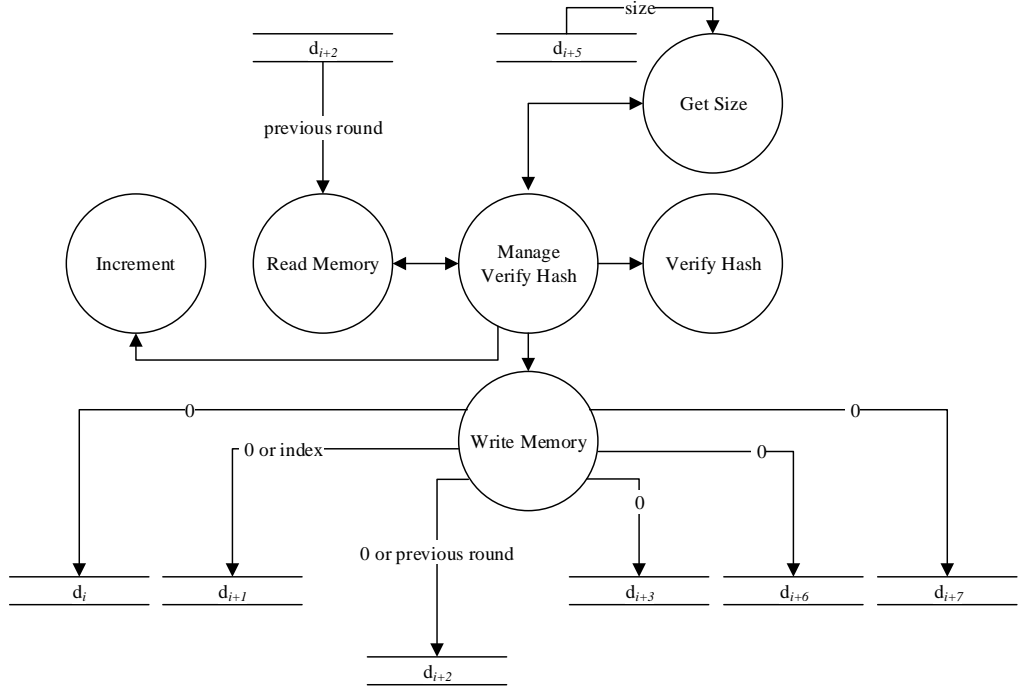 size
d_{i+2}
d_{i+5}
Get Size
previous round
Increment
Read Memory
Manage
Verify Hash
Verify Hash
Write Memory
0
0
0 or index
0
0
0 or previous round
d_i
d_{i+1}
d_{i+3}
d_{i+6}
d_{i+7}
d_{i+2}